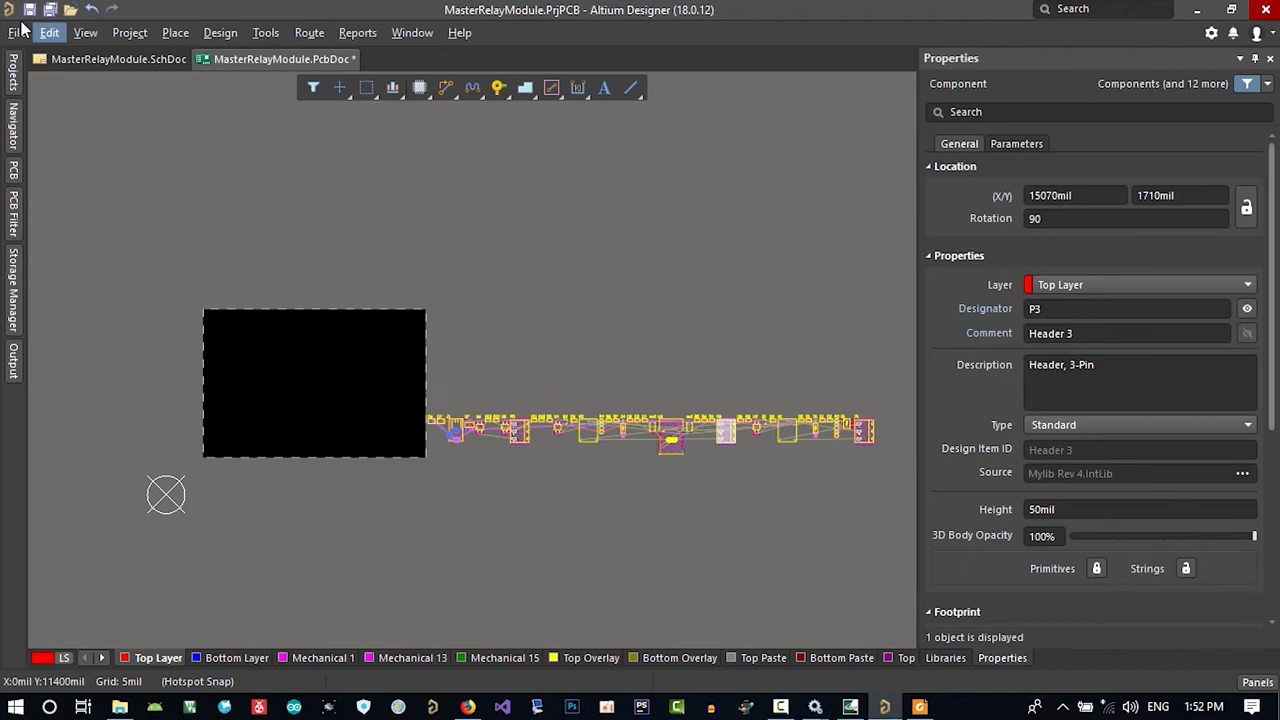 MasterRelayModule.PrjPCB - Altium Designer (18.0.12)
Search
Edit
View
Project
Place
Design
Tools
Route
Reports
Window
Help
MasterRelayModule.SchDoc
MasterRelayModule.PcbDoc *
Projects
Navigator
PCB
PCB Filter
Storage Manager
Output
Properties
Component
Components (and 12 more)
Search
General
Parameters
Location
(X/Y)
15070mil
1710mil
Rotation
90
Properties
Layer
Top Layer
Designator
P3
Comment
Header 3
Description
Header, 3-Pin
Type
Standard
Design Item ID
Header 3
Source
Mylib Rev 4.IntLib
Height
50mil
3D Body Opacity
100%
Primitives
Strings
Footprint
1 object is displayed
LS
Top Layer
Bottom Layer
Mechanical 1
Mechanical 13
Mechanical 15
Top Overlay
Bottom Overlay
Top Paste
Bottom Paste
Top
Libraries
Properties
X:0mil Y:11400mil
Grid: 5mil
(Hotspot Snap)
Panels
ENG
1:52 PM